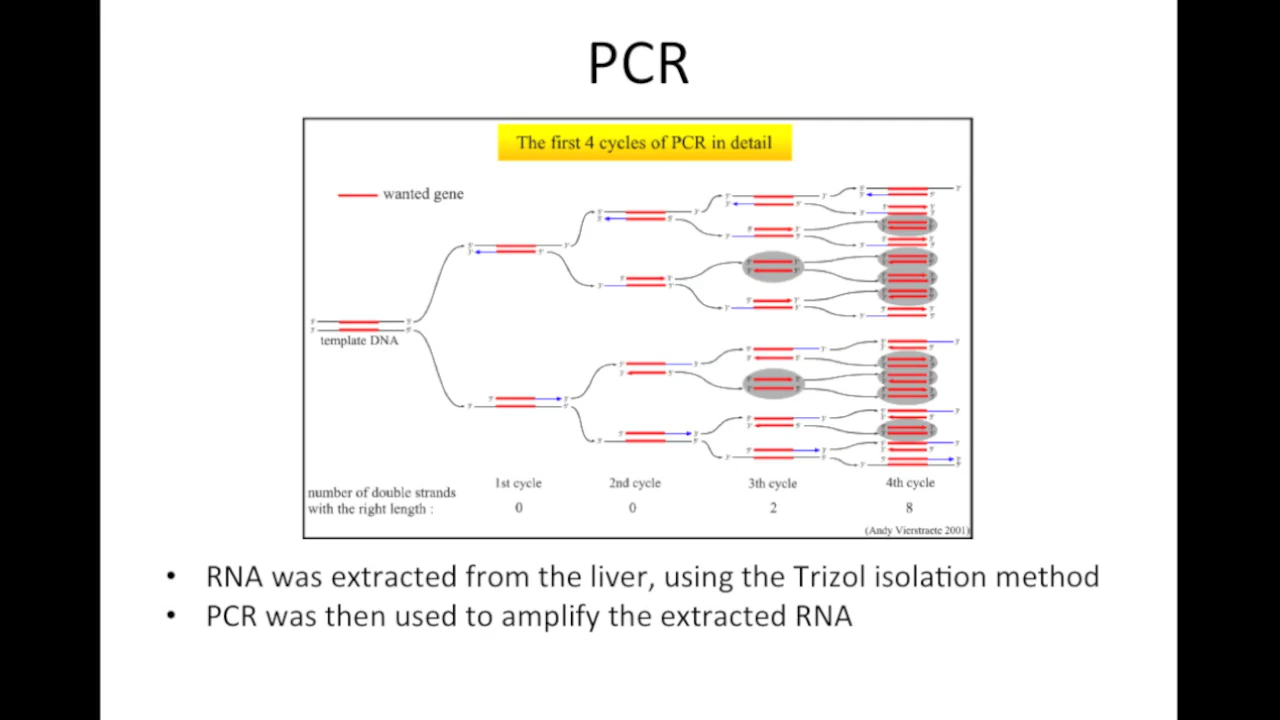 PCR
The first 4 cycles of PCR in detail
wanted gene
template DNA
1st cycle 2nd cycle 3th cycle 4th cycle
number of double strands
with the right length : 0 0 2 8
(Andy Vierstraete 2001)
• RNA was extracted from the liver, using the Trizol isolation method
• PCR was then used to amplify the extracted RNA